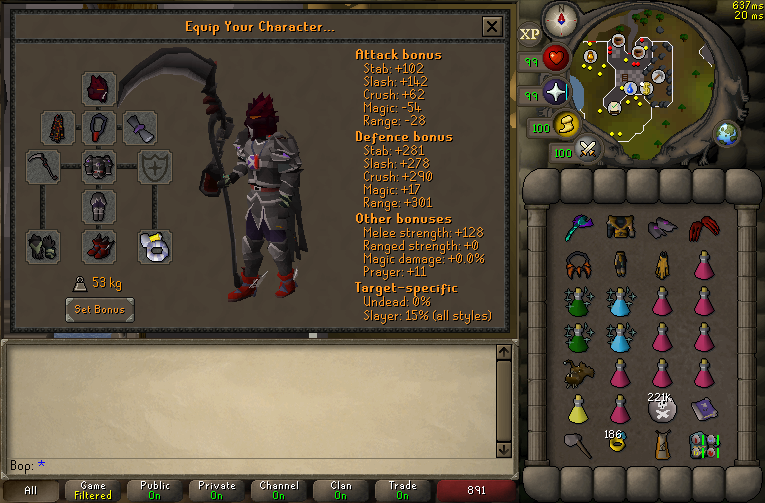 Equip Your Character...
Attack bonus
Stab: +102
Slash: +142
Crush: +62
Magic: -54
Range: -28
Defence bonus
Stab: +281
Slash: +278
Crush: +290
Magic: +17
Range: +301
Other bonuses
Melee strength: +128
Ranged strength: +0
Magic damage: +0.0%
Prayer: +11
Target-specific
Undead: 0%
Slayer: 15% (all styles)
53 kg
Set Bonus
637ms
20 ms
XP
99
99
100
100
221K
186
Bop: *
All
Game
Filtered
Public
On
Private
On
Channel
On
Clan
On
Trade
On
891